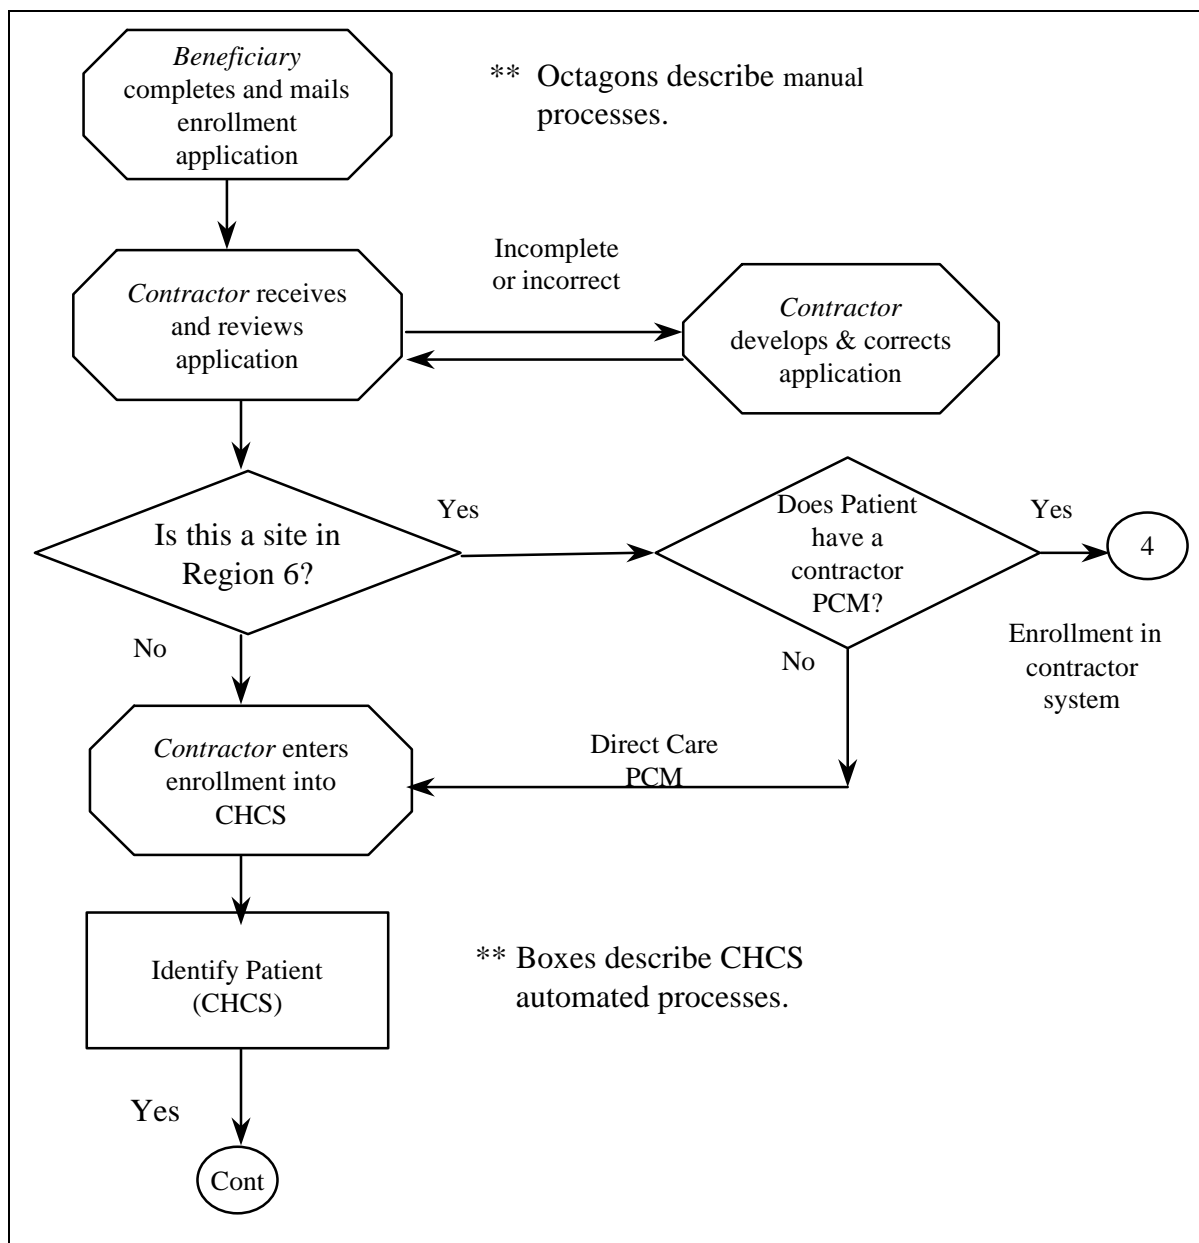 Beneficiary
completes and mails
enrollment
application
** Octagons describe manual
processes.
Contractor receives
and reviews
application
Incomplete
or incorrect
Contractor
develops & corrects
application
Is this a site in
Region 6?
Yes
No
Does Patient
have a
contractor
PCM?
Yes
4
Enrollment in
contractor
system
No
Direct Care
PCM
Contractor enters
enrollment into
CHCS
Identify Patient
(CHCS)
** Boxes describe CHCS
automated processes.
Yes
Cont